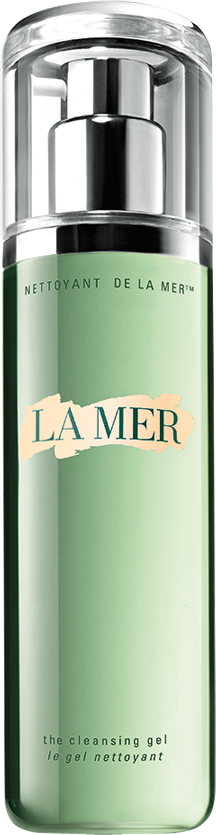 NETTOYANT DE LA MER™
LA MER
the cleansing gel
le gel nettoyant